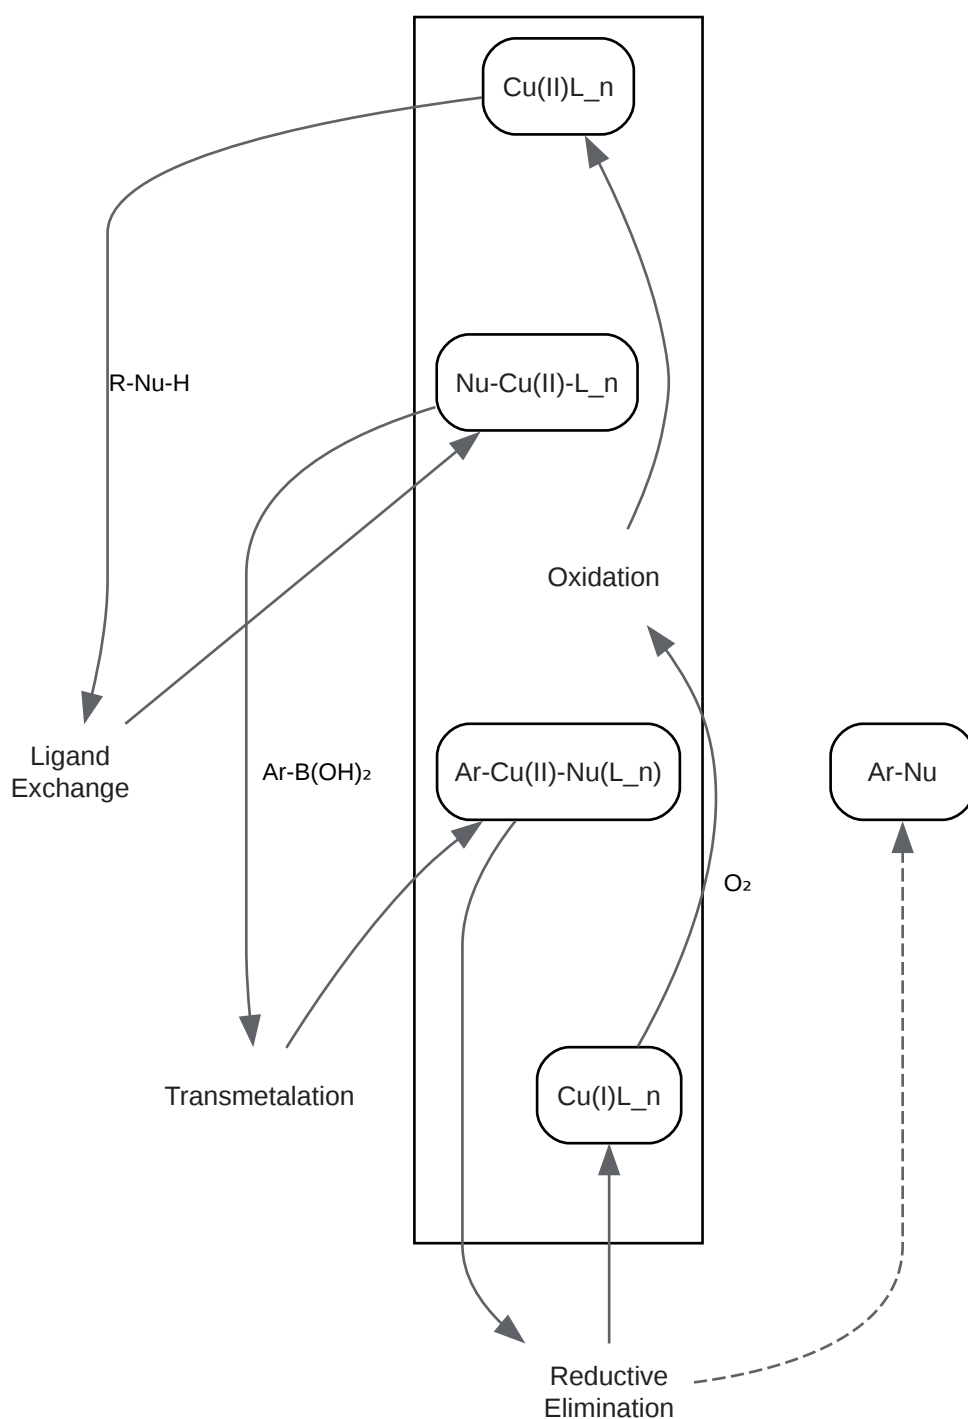 Cu(II)L_n
R-Nu-H
Nu-Cu(II)-L_n
Oxidation
Ligand
Exchange
Ar-B(OH)₂
Ar-Cu(II)-Nu(L_n)
Ar-Nu
O₂
Transmetalation
Cu(I)L_n
Reductive
Elimination